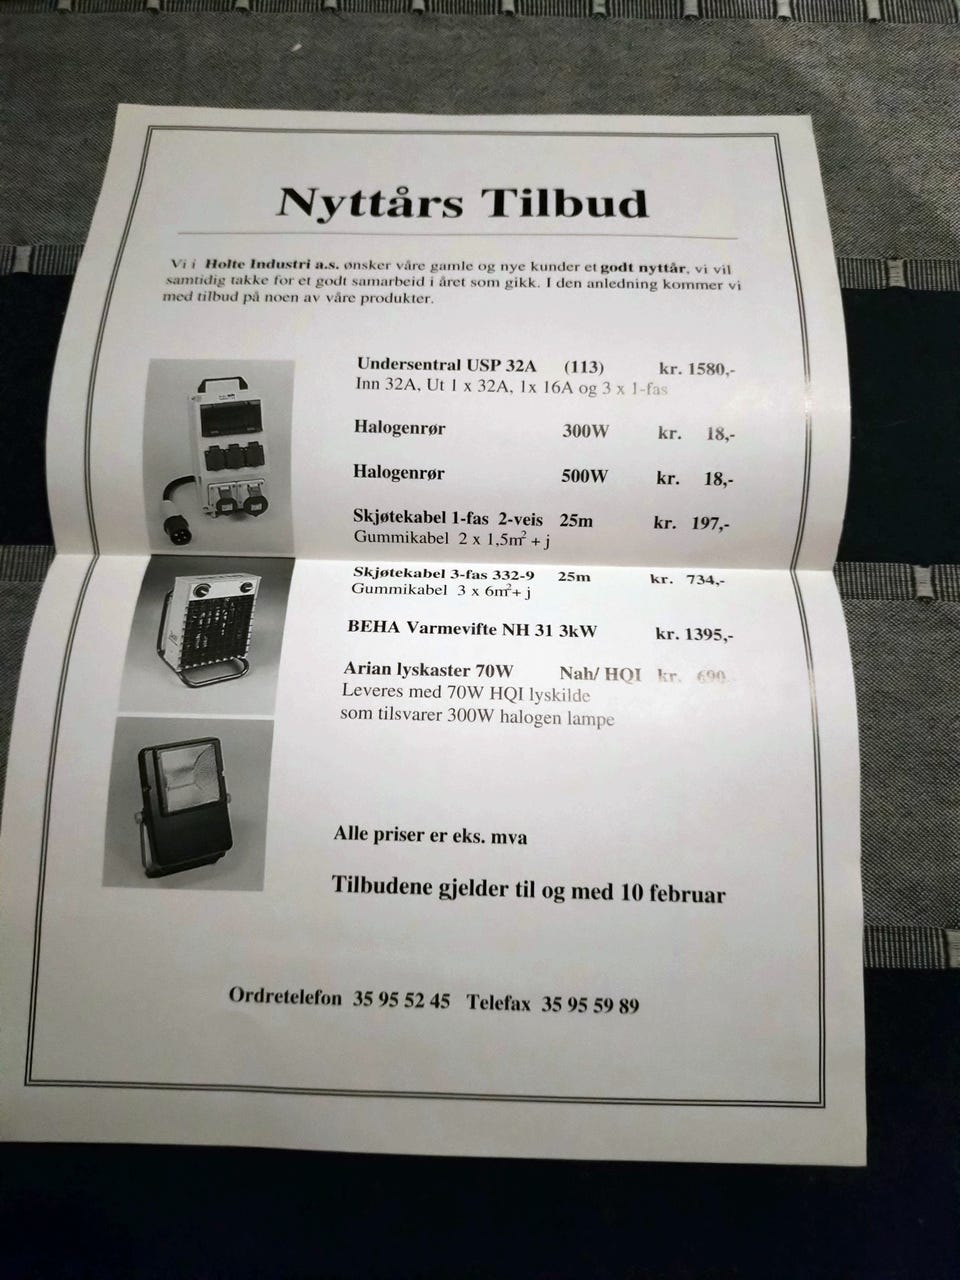 Nyttårs Tilbud
Vi i Holte Industri a.s. ønsker våre gamle og nye kunder et godt nyttår, vi vil
samtidig takke for et godt samarbeid i året som gikk. I den anledning kommer vi
med tilbud på noen av våre produkter.
Undersentral USP 32A (113) kr. 1580,-
Inn 32A, Ut 1 x 32A, 1x 16A og 3 x 1-fas
Halogenrør 300W kr. 18,-
Halogenrør 500W kr. 18,-
Skjøtekabel 1-fas 2-veis 25m kr. 197,-
Gummikabel 2 x 1,5m² + j
Skjøtekabel 3-fas 332-9 25m kr. 734,-
Gummikabel 3 x 6m²+ j
BEHA Varmevifte NH 31 3kW kr. 1395,-
Arian lyskaster 70W Nah/ HQI kr. 690
Leveres med 70W HQI lyskilde
som tilsvarer 300W halogen lampe
Alle priser er eks. mva
Tilbudene gjelder til og med 10 februar
Ordretelefon 35 95 52 45 Telefax 35 95 59 89